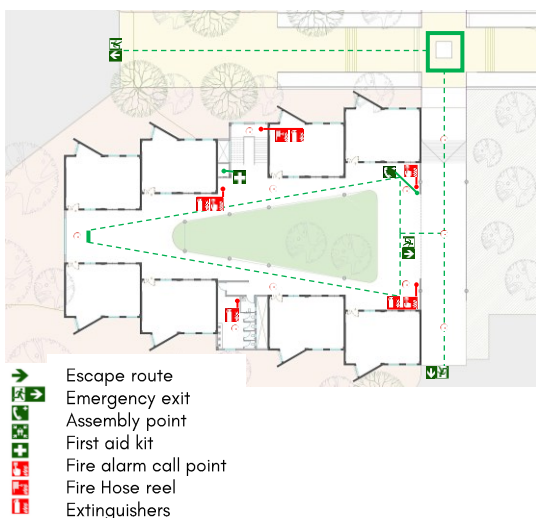 Escape route
Emergency exit
Assembly point
First aid kit
Fire alarm call point
Fire Hose reel
Extinguishers